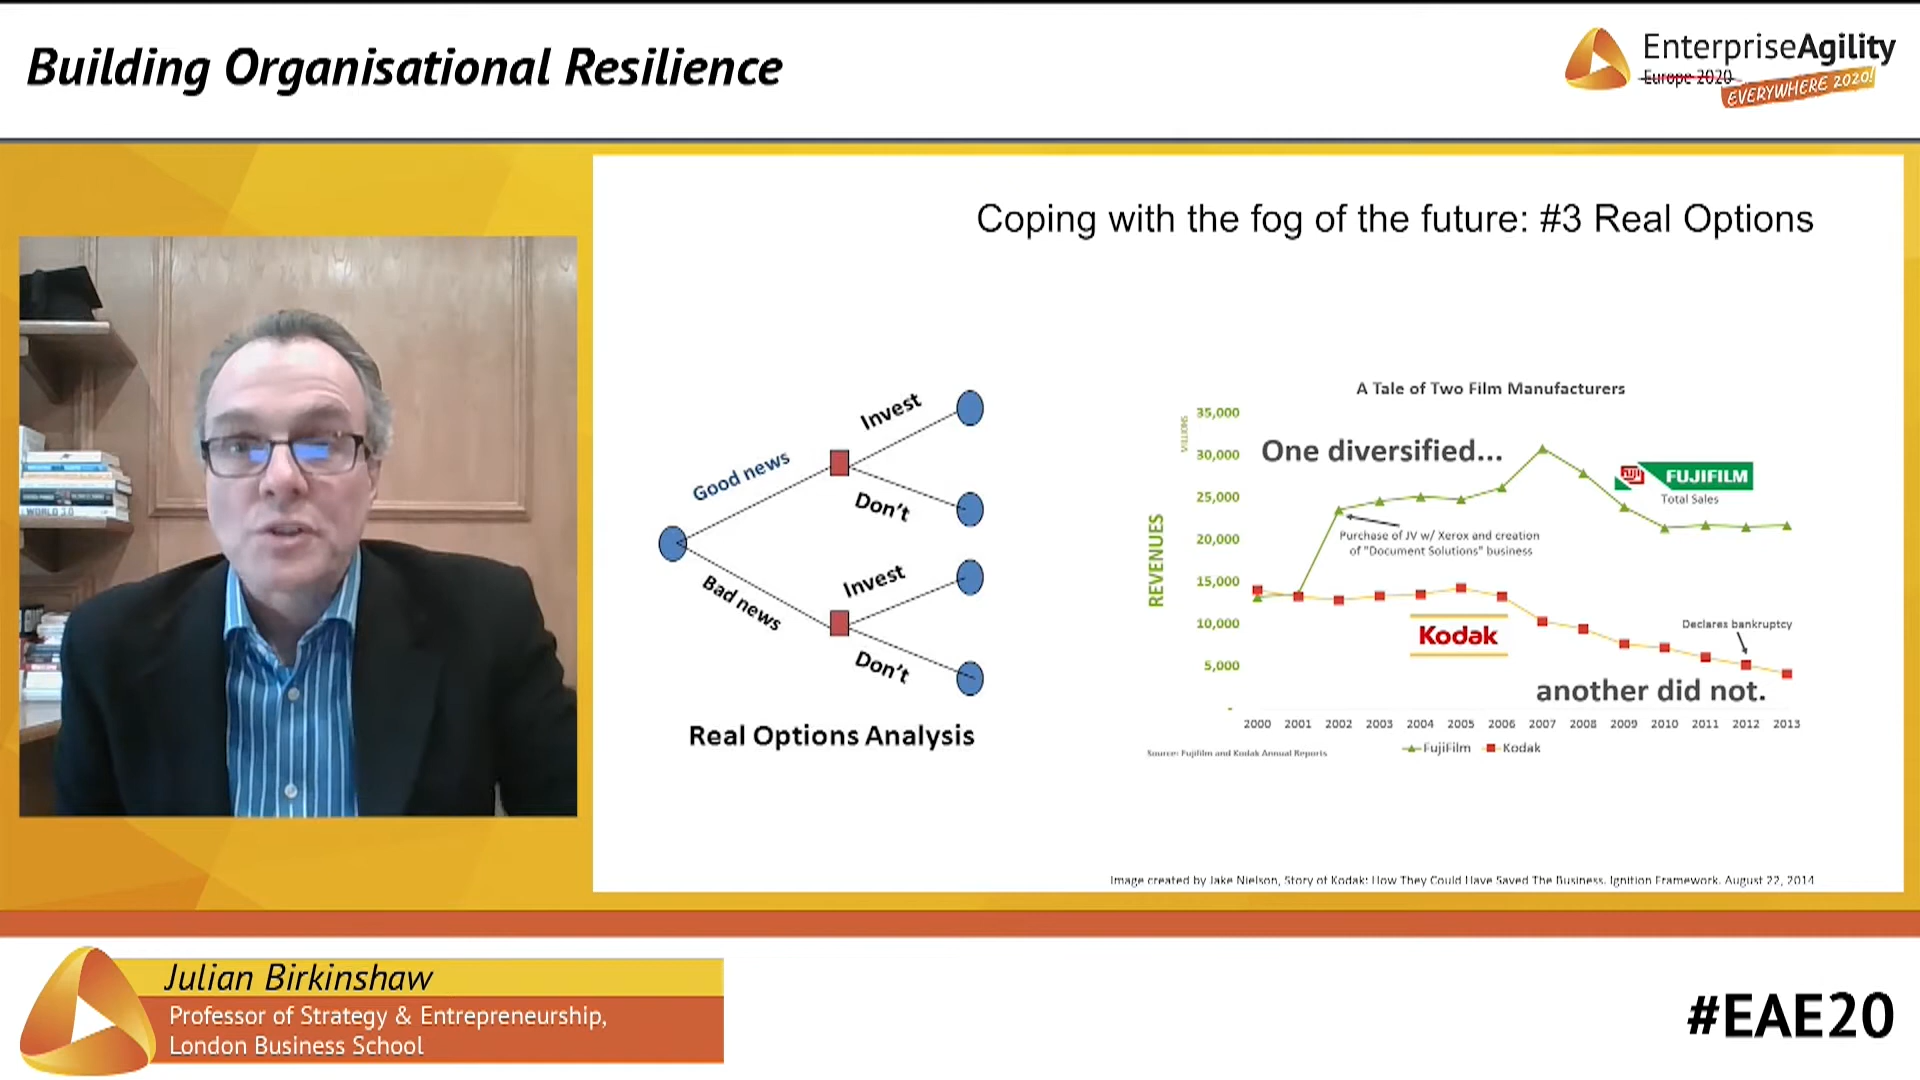 Building Organisational Resilience
EnterpriseAgility
Europe 2020
EVERYWHERE 2020!
Coping with the fog of the future: #3 Real Options
Good news
Bad news
Invest
Don't
Invest
Don't
Real Options Analysis
A Tale of Two Film Manufacturers
REVENUES
MILLIONS
35,000
30,000
25,000
20,000
15,000
10,000
5,000
-
One diversified...
FUJIFILM
Total Sales
Purchase of JV w/ Xerox and creation
of "Document Solutions" business
Kodak
Declares bankruptcy
another did not.
2000 2001 2002 2003 2004 2005 2006 2007 2008 2009 2010 2011 2012 2013
FujiFilm Kodak
Source: Fujifilm and Kodak Annual Reports
Image created by Jake Nielson, Story of Kodak: How They Could Have Saved The Business. Ignition Framework. August 22, 2014
Julian Birkinshaw
Professor of Strategy & Entrepreneurship,
London Business School
#EAE20